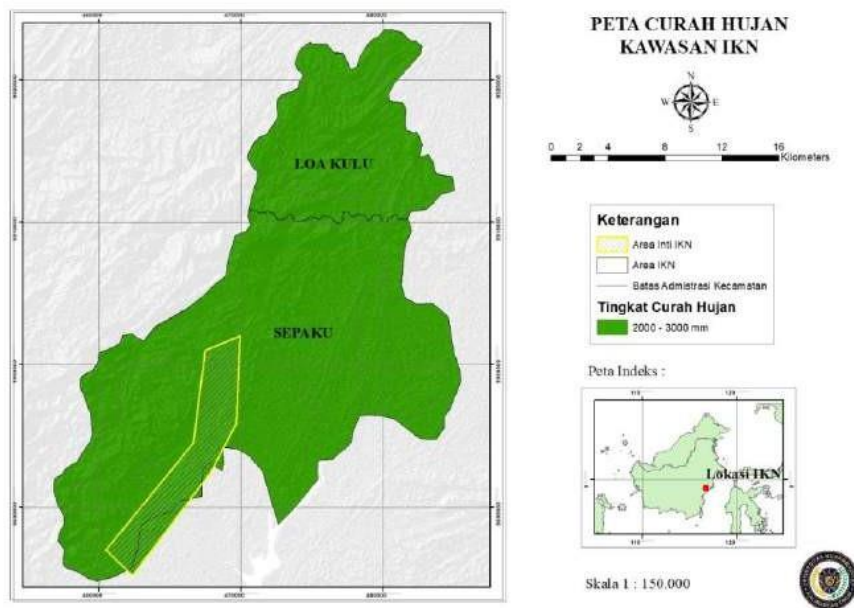 PETA CURAH HUJAN
KAWASAN IKN
N
W E
S
0 2 4 8 12 16
Kilometers
LOA KULU
SEPAKU
Keterangan
Area Inti IKN
Area IKN
Batas Admistrasi Kecamatan
Tingkat Curah Hujan
2000 - 3000 mm
Peta Indeks :
Lokasi IKN
Skala 1 : 150.000